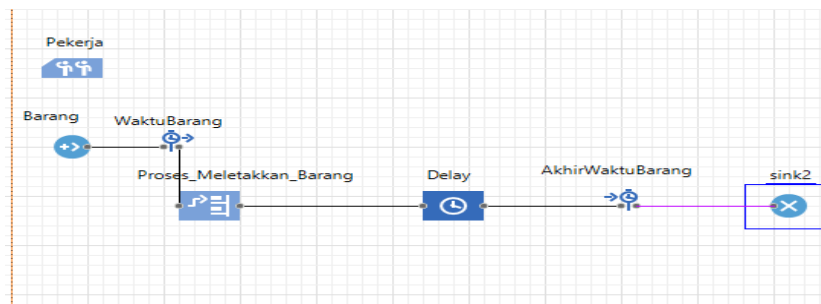 Pekerja
Barang
WaktuBarang
Proses_Meletakkan_Barang
Delay
AkhirWaktuBarang
sink2